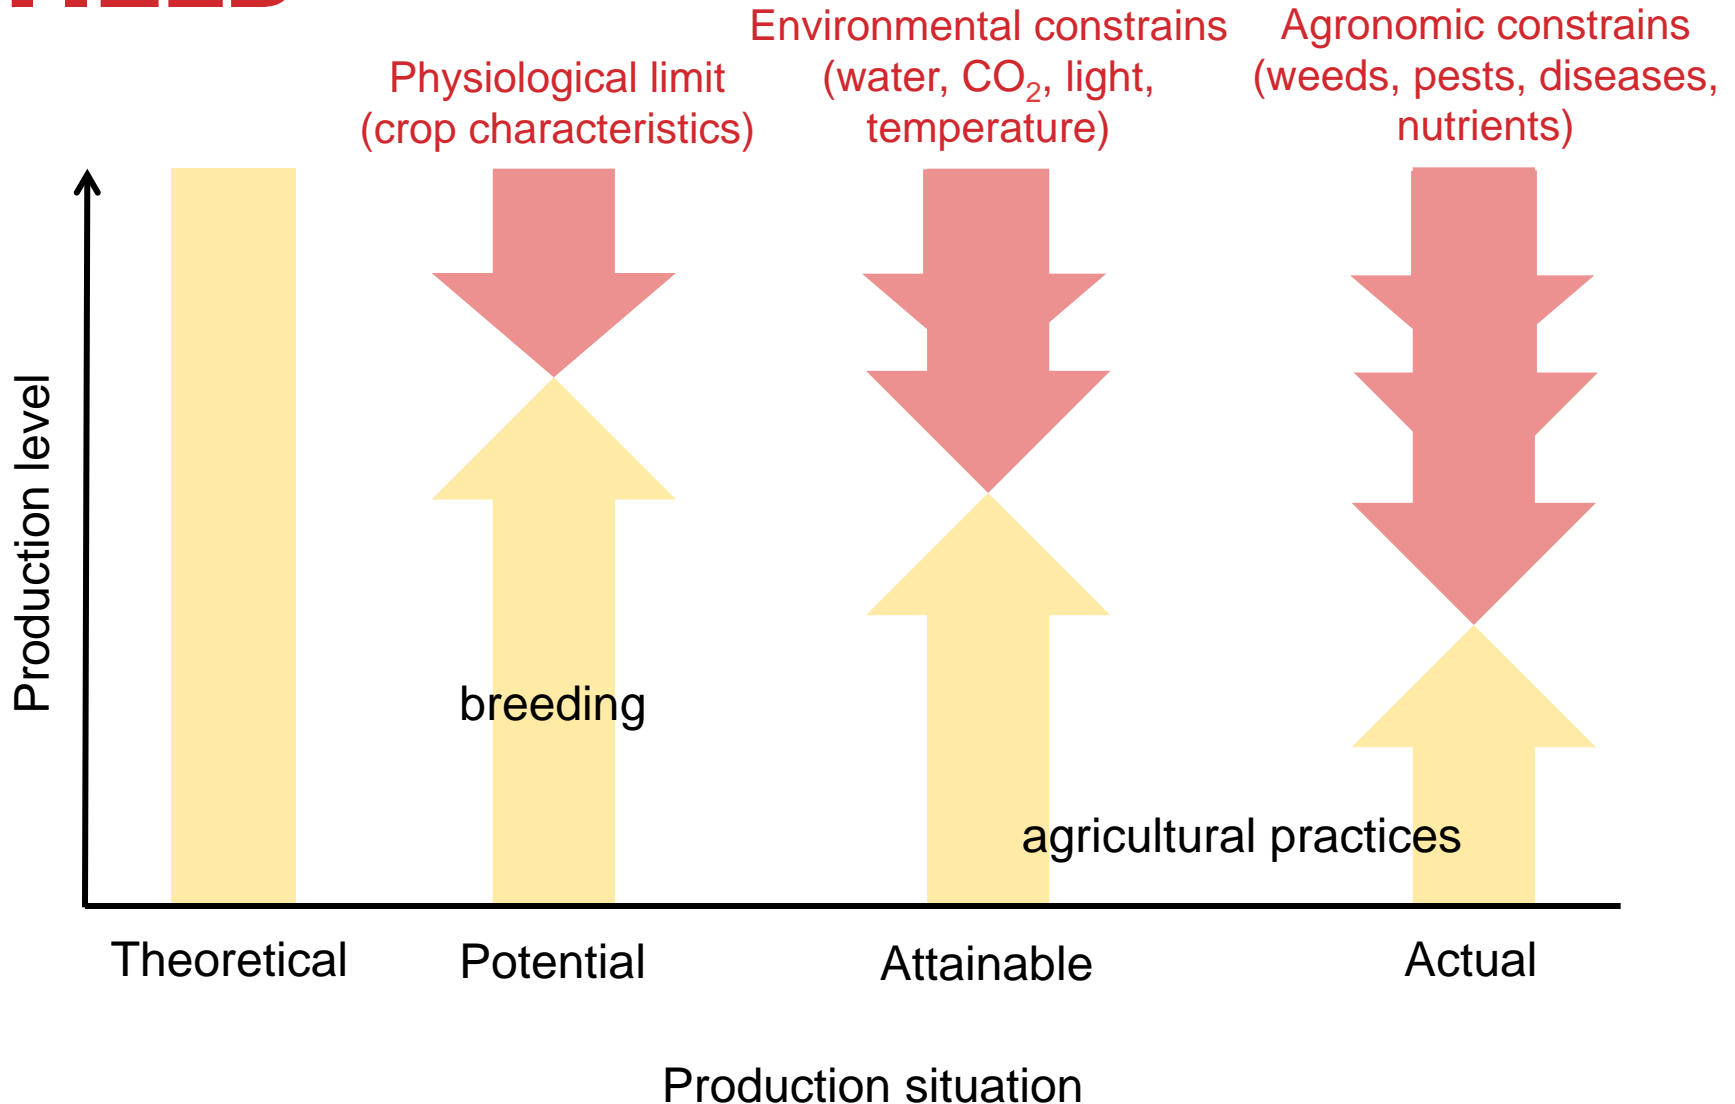 Environmental constrains
(water, CO₂, light,
temperature)
Agronomic constrains
(weeds, pests, diseases,
nutrients)
Physiological limit
(crop characteristics)
Production level
breeding
agricultural practices
Theoretical
Potential
Attainable
Actual
Production situation